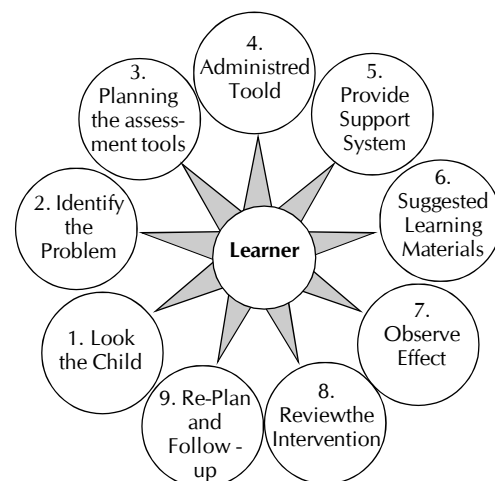 4.
Administred
Toold
3.
Planning
the assess-
ment tools
5.
Provide
Support
System
2. Identify
the
Problem
6.
Suggested
Learning
Materials
Learner
1. Look
the Child
7.
Observe
Effect
9. Re-Plan
and
Follow -
up
8.
Reviewthe
Intervention